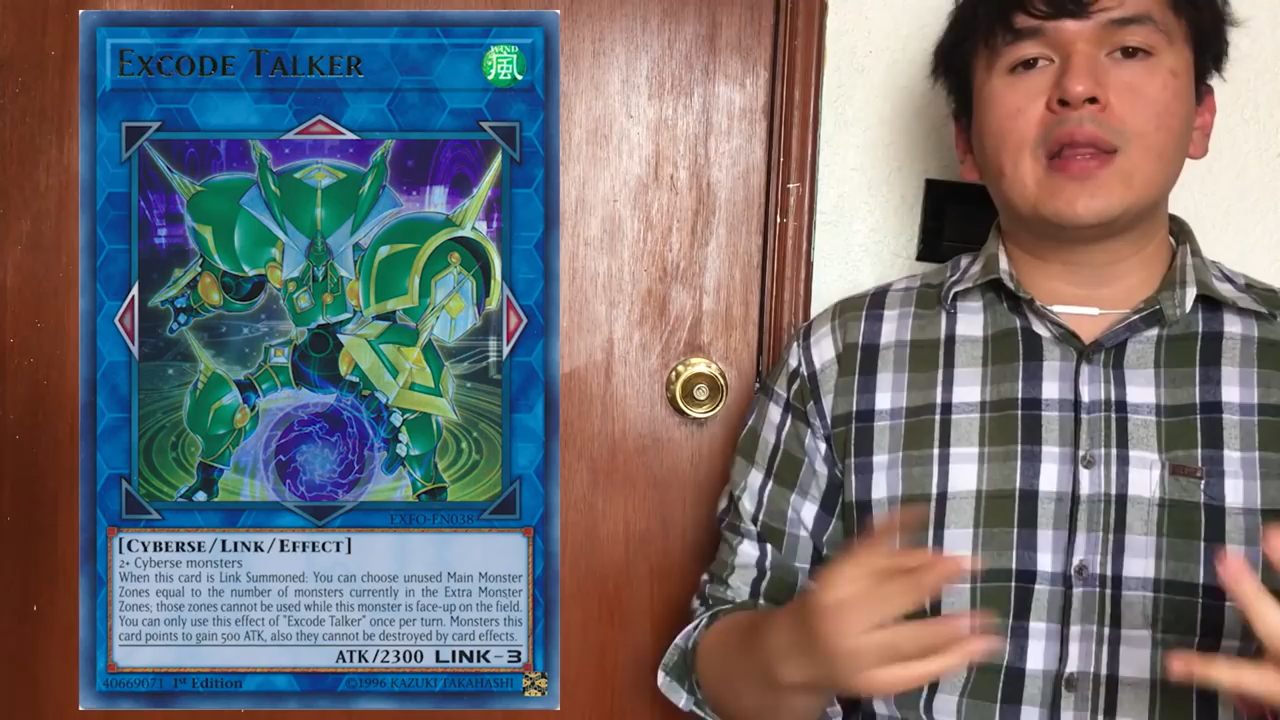 EXCODE TALKER
WIND
風
EXFO-EN038
[CYBERSE/LINK/EFFECT]
2+ Cyberse monsters
When this card is Link Summoned: You can choose unused Main Monster
Zones equal to the number of monsters currently in the Extra Monster
Zones; those zones cannot be used while this monster is face-up on the field.
You can only use this effect of "Excode Talker" once per turn. Monsters this
card points to gain 500 ATK, also they cannot be destroyed by card effects.
ATK/2300 LINK-3
40669071 1st Edition ©1996 KAZUKI TAKAHASHI